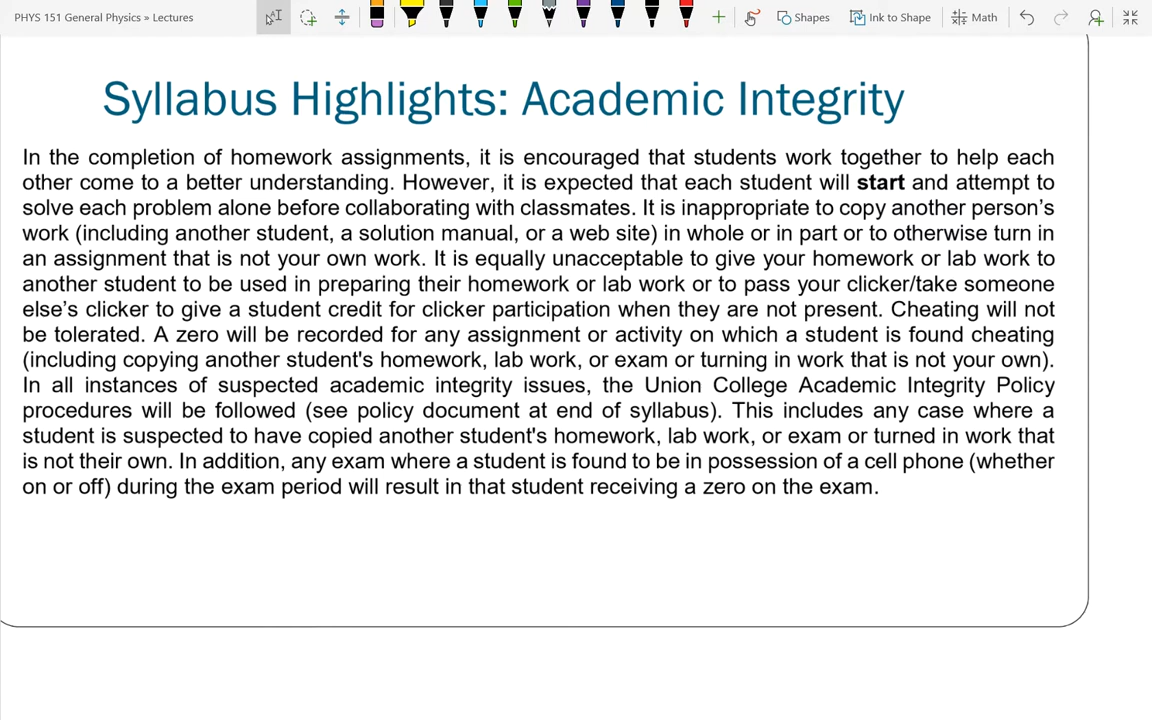 PHYS 151 General Physics » Lectures
Shapes
Ink to Shape
Math
Syllabus Highlights: Academic Integrity
In the completion of homework assignments, it is encouraged that students work together to help each
other come to a better understanding. However, it is expected that each student will start and attempt to
solve each problem alone before collaborating with classmates. It is inappropriate to copy another person’s
work (including another student, a solution manual, or a web site) in whole or in part or to otherwise turn in
an assignment that is not your own work. It is equally unacceptable to give your homework or lab work to
another student to be used in preparing their homework or lab work or to pass your clicker/take someone
else’s clicker to give a student credit for clicker participation when they are not present. Cheating will not
be tolerated. A zero will be recorded for any assignment or activity on which a student is found cheating
(including copying another student's homework, lab work, or exam or turning in work that is not your own).
In all instances of suspected academic integrity issues, the Union College Academic Integrity Policy
procedures will be followed (see policy document at end of syllabus). This includes any case where a
student is suspected to have copied another student's homework, lab work, or exam or turned in work that
is not their own. In addition, any exam where a student is found to be in possession of a cell phone (whether
on or off) during the exam period will result in that student receiving a zero on the exam.